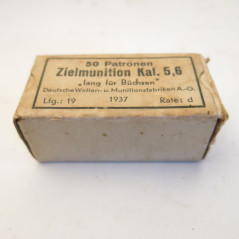 50 Patronen
Zielmunition Kal. 5,6
„lang für Büchsen"
Deutsche Waffen- u. Munitionsfabriken A.-G.
Lfg.: 19 1937 Rate: d